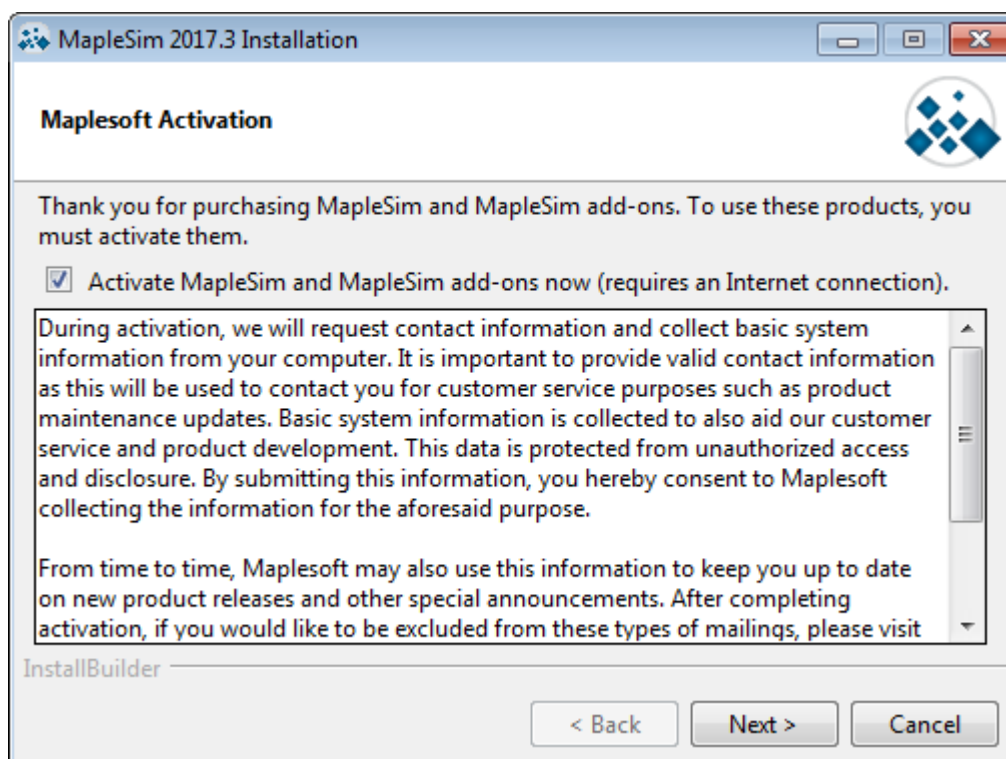 MapleSim 2017.3 Installation
Maplesoft Activation
Thank you for purchasing MapleSim and MapleSim add-ons. To use these products, you
must activate them.
Activate MapleSim and MapleSim add-ons now (requires an Internet connection).
During activation, we will request contact information and collect basic system
information from your computer. It is important to provide valid contact information
as this will be used to contact you for customer service purposes such as product
maintenance updates. Basic system information is collected to also aid our customer
service and product development. This data is protected from unauthorized access
and disclosure. By submitting this information, you hereby consent to Maplesoft
collecting the information for the aforesaid purpose.
From time to time, Maplesoft may also use this information to keep you up to date
on new product releases and other special announcements. After completing
activation, if you would like to be excluded from these types of mailings, please visit
InstallBuilder
< Back Next > Cancel